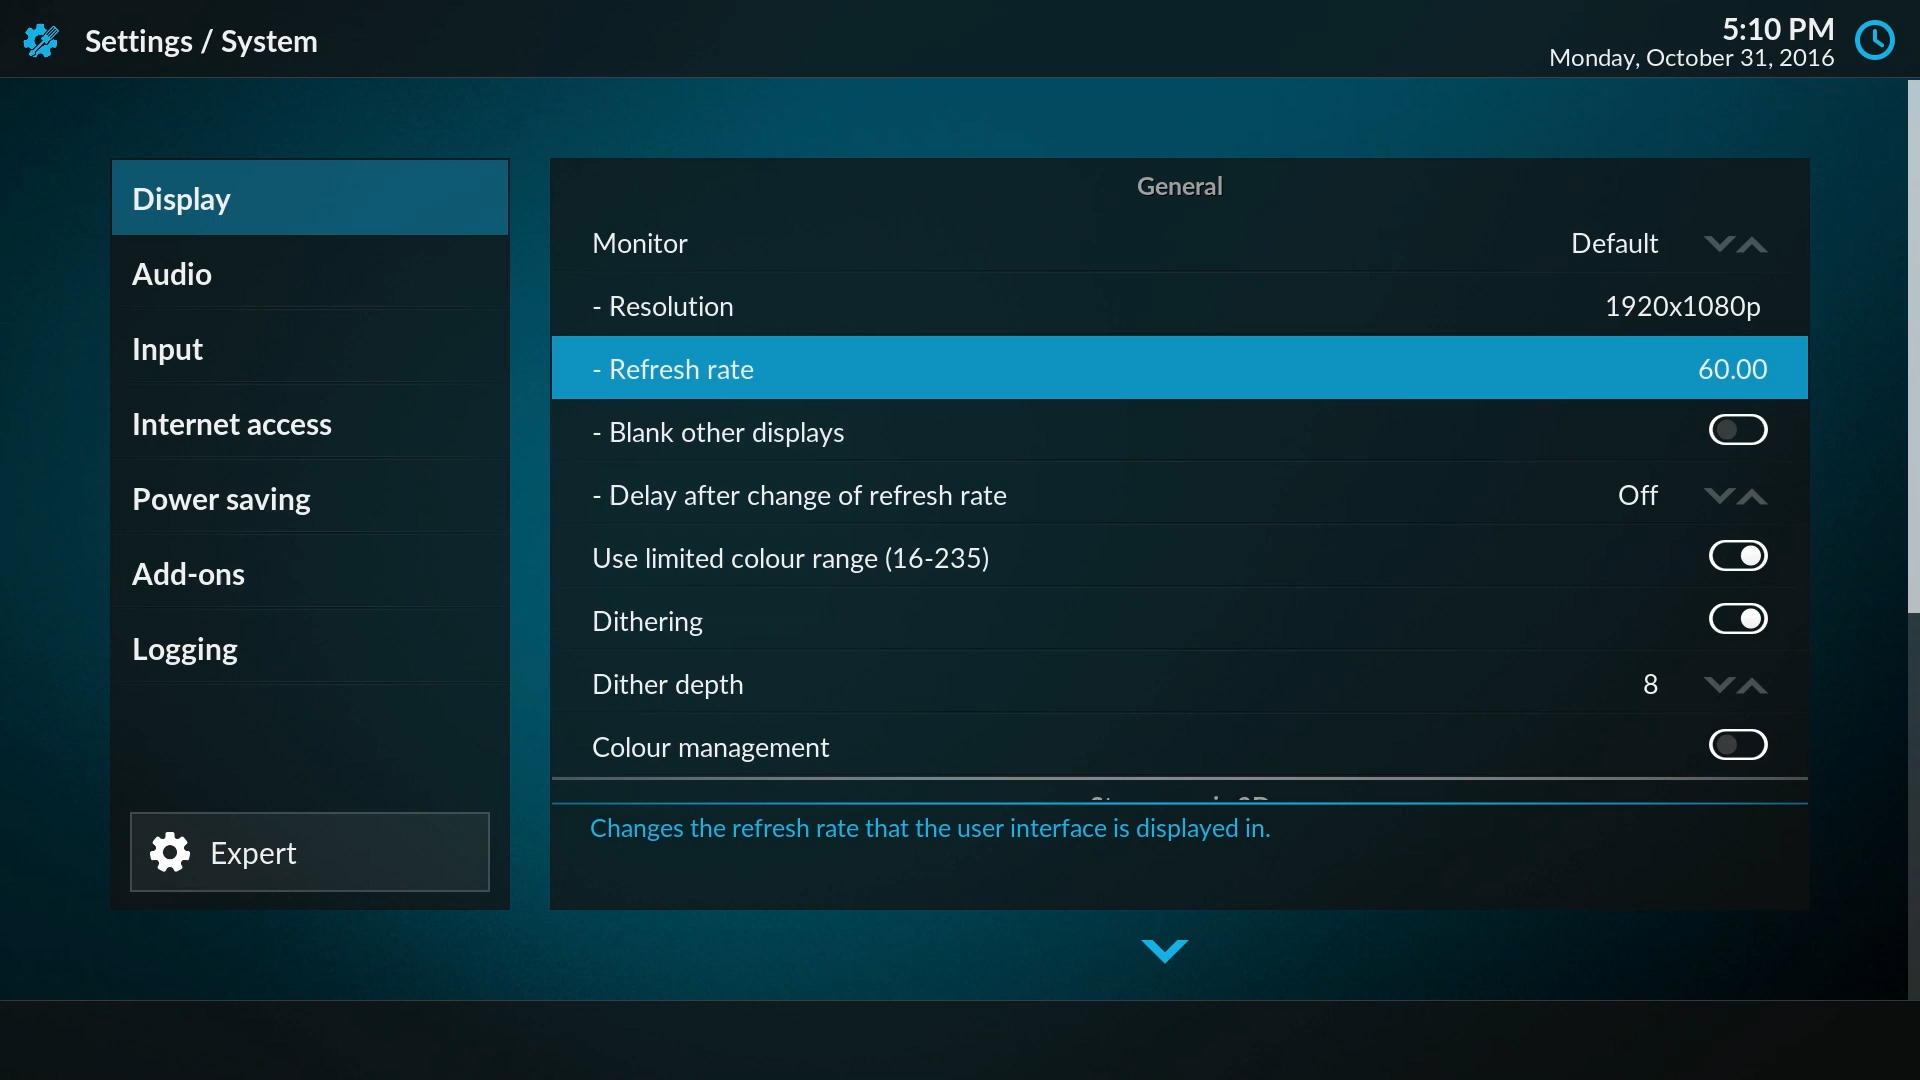 Settings / System
5:10 PM
Monday, October 31, 2016
Display
Audio
Input
Internet access
Power saving
Add-ons
Logging
Expert
General
Monitor Default
- Resolution 1920x1080p
- Refresh rate 60.00
- Blank other displays
- Delay after change of refresh rate Off
Use limited colour range (16-235)
Dithering
Dither depth 8
Colour management
Changes the refresh rate that the user interface is displayed in.